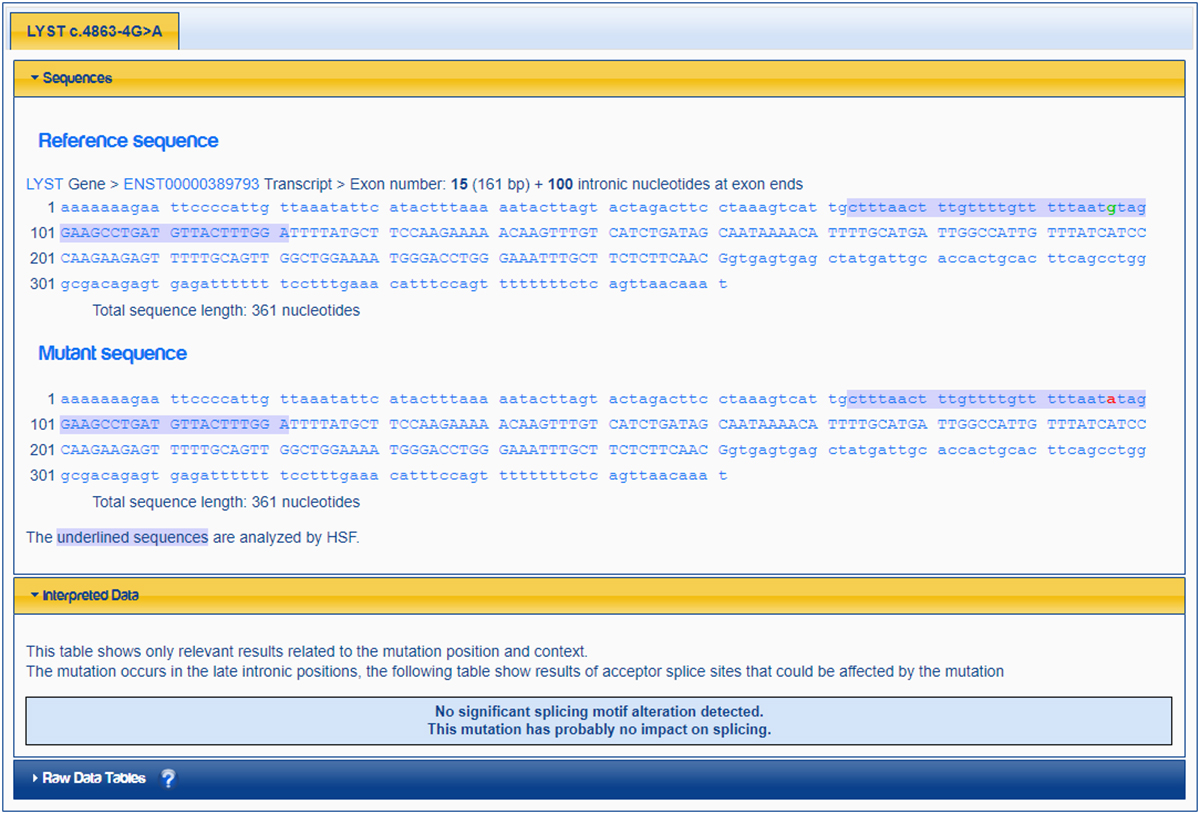 LYST c.4863-4G>A
Sequences
Reference sequence
LYST Gene > ENST00000389793 Transcript > Exon number: 15 (161 bp) + 100 intronic nucleotides at exon ends
1 aaaaaaagaa ttccccattg ttaaatattc atactttaaa aatacttagt actagacttc ctaaagtcat tgctttaact ttgttttgtt tttaatgtag
101 GAAGCCTGAT GTTACTTTGG ATTTTATGCT TCCAAGAAAA ACAAGTTTGT CATCTGATAG CAATAAAACA TTTTGCATGA TTGGCCATTG TTTATCATCC
201 CAAGAAGAGT TTTTGCAGTT GGCTGGAAAA TGGGACCTGG GAAATTTGCT TCTCTTCAAC Ggtgagtgag ctatgattgc accactgcac ttcagcctgg
301 gcgacagagt gagatttttt tcctttgaaa catttccagt tttttttctc agttaacaaa t
Total sequence length: 361 nucleotides
Mutant sequence
1 aaaaaaagaa ttccccattg ttaaatattc atactttaaa aatacttagt actagacttc ctaaagtcat tgctttaact ttgttttgtt tttaatatag
101 GAAGCCTGAT GTTACTTTGG ATTTTATGCT TCCAAGAAAA ACAAGTTTGT CATCTGATAG CAATAAAACA TTTTGCATGA TTGGCCATTG TTTATCATCC
201 CAAGAAGAGT TTTTGCAGTT GGCTGGAAAA TGGGACCTGG GAAATTTGCT TCTCTTCAAC Ggtgagtgag ctatgattgc accactgcac ttcagcctgg
301 gcgacagagt gagatttttt tcctttgaaa catttccagt tttttttctc agttaacaaa t
Total sequence length: 361 nucleotides
The underlined sequences are analyzed by HSF.
Interpreted Data
This table shows only relevant results related to the mutation position and context.
The mutation occurs in the late intronic positions, the following table show results of acceptor splice sites that could be affected by the mutation
No significant splicing motif alteration detected.
This mutation has probably no impact on splicing.
Raw Data Tables ?